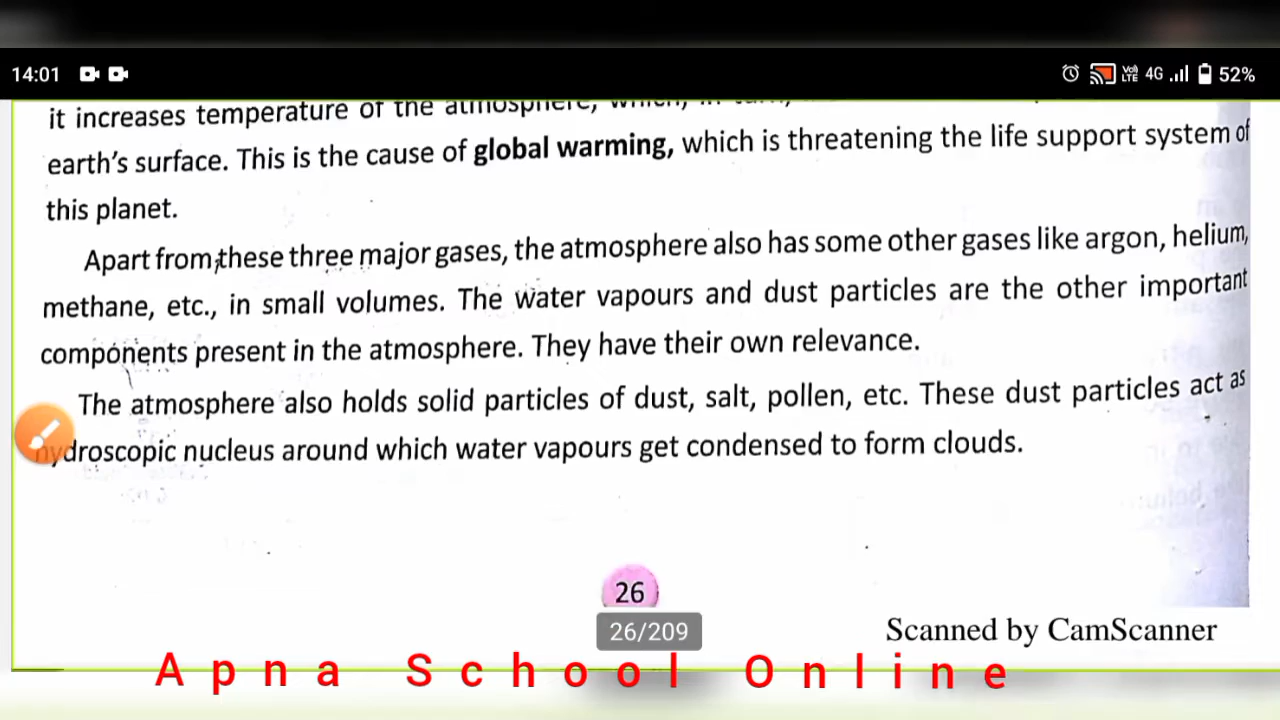 14:01 4G 52%
it increases temperature of the atmosphere, which, in turn,
earth's surface. This is the cause of global warming, which is threatening the life support system of
this planet.
Apart from these three major gases, the atmosphere also has some other gases like argon, helium,
methane, etc., in small volumes. The water vapours and dust particles are the other important
components present in the atmosphere. They have their own relevance.
The atmosphere also holds solid particles of dust, salt, pollen, etc. These dust particles act as
hydroscopic nucleus around which water vapours get condensed to form clouds.
26
26/209
Scanned by CamScanner
Apna School Online